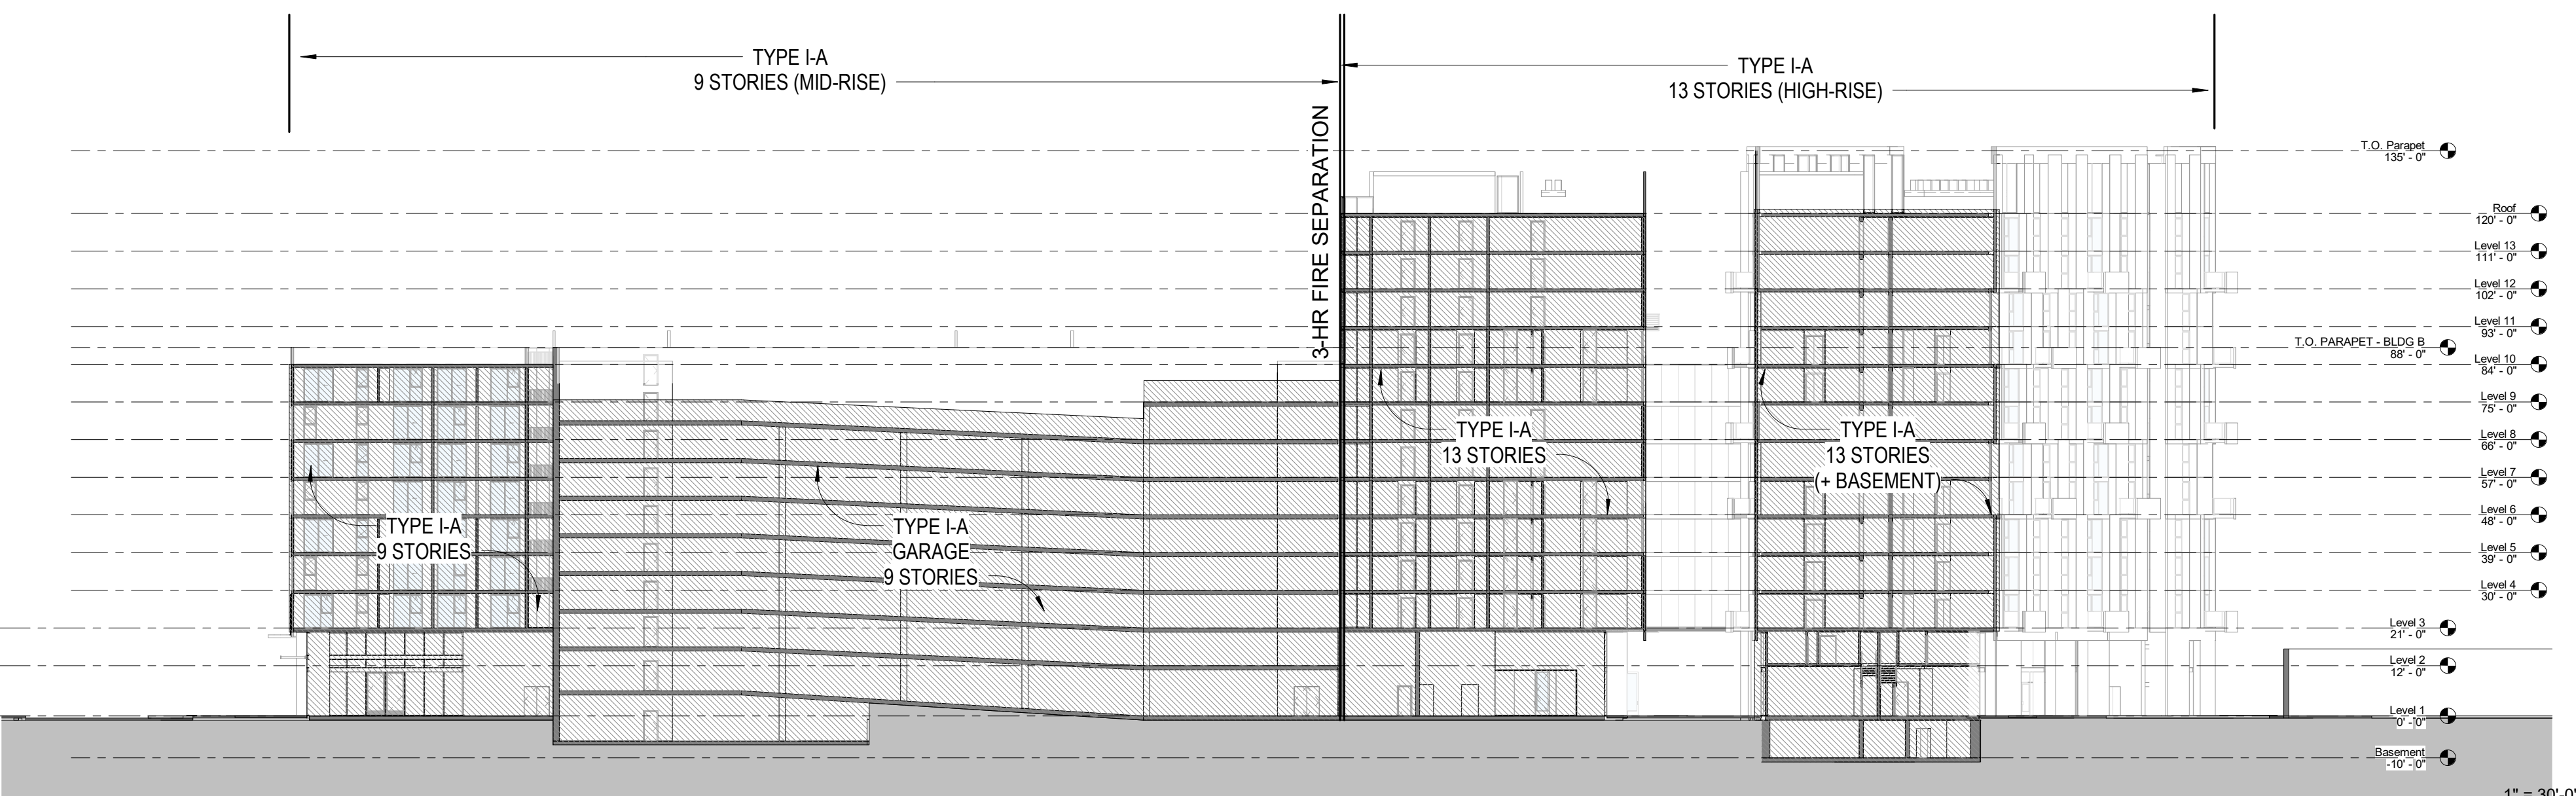 TYPE I-A
9 STORIES (MID-RISE)
TYPE I-A
13 STORIES (HIGH-RISE)
3-HR FIRE SEPARATION
T.O. Parapet
135' - 0"
Roof
120' - 0"
Level 13
111' - 0"
Level 12
102' - 0"
Level 11
93' - 0"
T.O. PARAPET - BLDG B
88' - 0"
Level 10
84' - 0"
Level 9
75' - 0"
Level 8
66' - 0"
Level 7
57' - 0"
Level 6
48' - 0"
Level 5
39' - 0"
Level 4
30' - 0"
Level 3
21' - 0"
Level 2
12' - 0"
Level 1
0' - 0"
Basement
-10' - 0"
TYPE I-A
9 STORIES
TYPE I-A
GARAGE
9 STORIES
TYPE I-A
13 STORIES
TYPE I-A
13 STORIES
(+ BASEMENT)
1" = 30'-0"